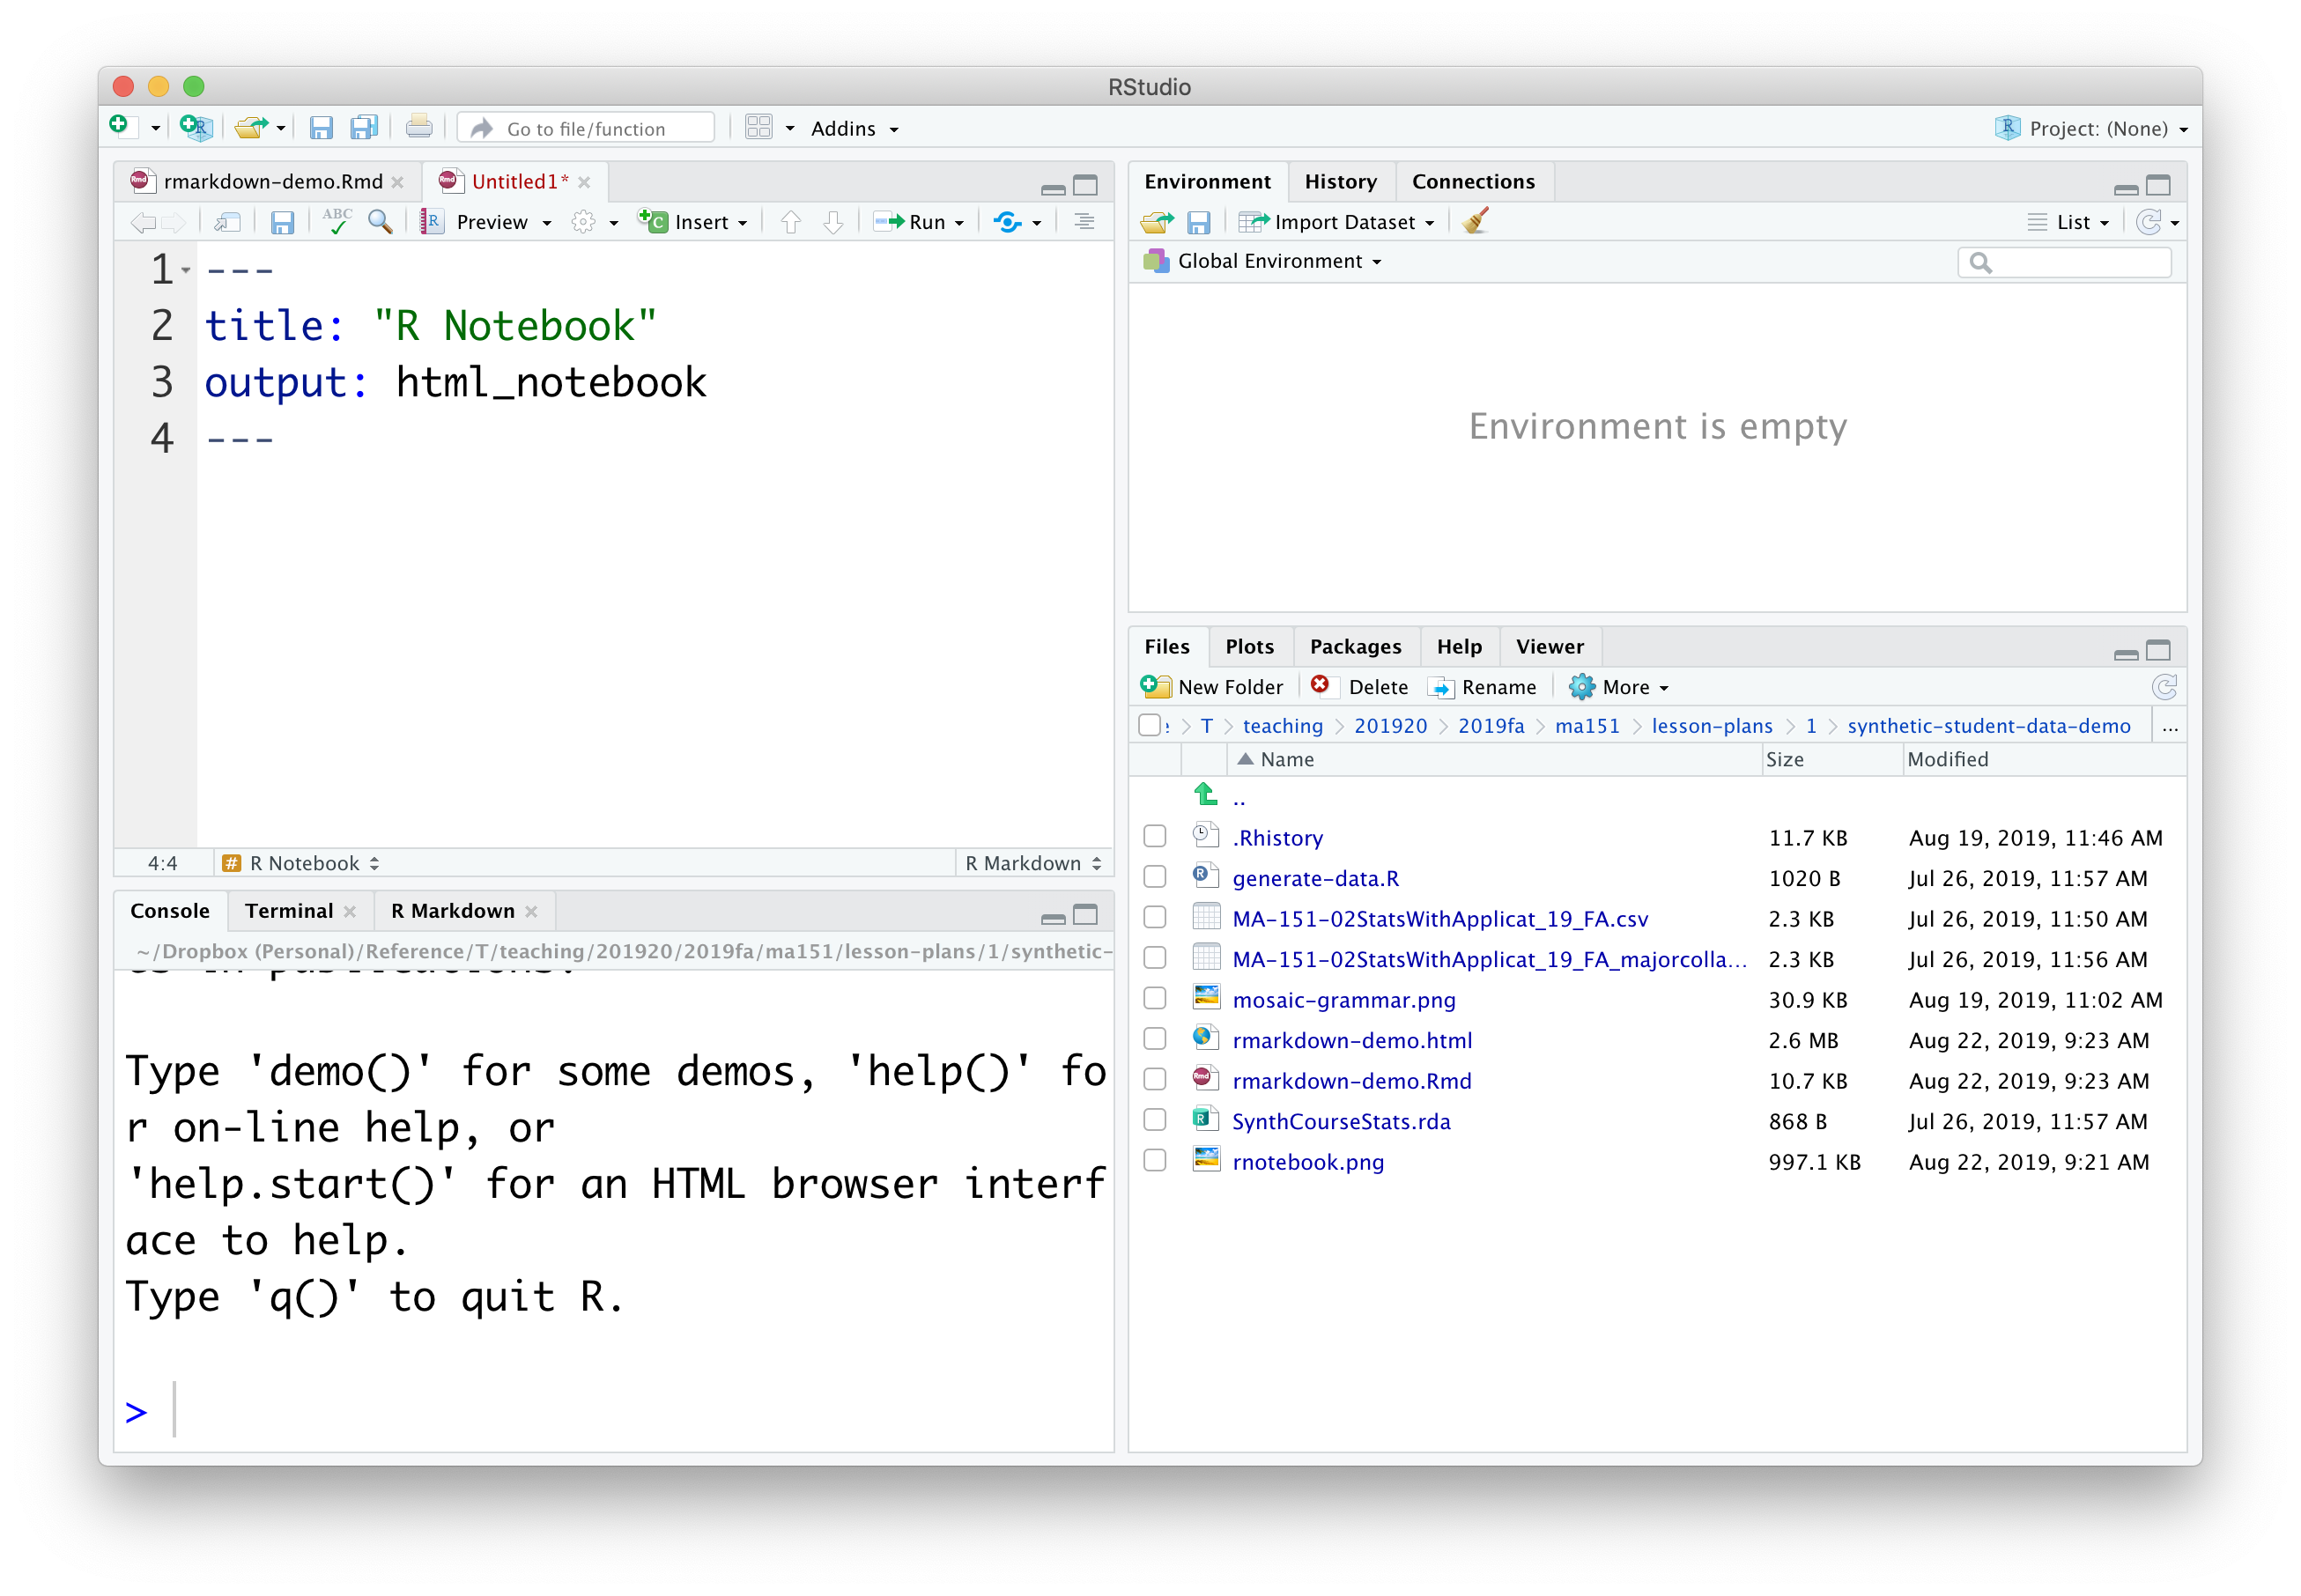 RStudio
Go to file/function
Addins
Project: (None)
rmarkdown-demo.Rmd
Untitled1*
ABC
Preview
Insert
Run
1 ---
2 title: "R Notebook"
3 output: html_notebook
4 ---
4:4
# R Notebook
R Markdown
Console
Terminal
R Markdown
~/Dropbox (Personal)/Reference/T/teaching/201920/2019fa/ma151/lesson-plans/1/synthetic-
es in publications.
Type 'demo()' for some demos, 'help()' fo
r on-line help, or
'help.start()' for an HTML browser interf
ace to help.
Type 'q()' to quit R.
>
Environment
History
Connections
Import Dataset
List
Global Environment
Environment is empty
Files
Plots
Packages
Help
Viewer
New Folder
Delete
Rename
More
T > teaching > 201920 > 2019fa > ma151 > lesson-plans > 1 > synthetic-student-data-demo ...
Name Size Modified
..
.Rhistory 11.7 KB Aug 19, 2019, 11:46 AM
generate-data.R 1020 B Jul 26, 2019, 11:57 AM
MA-151-02StatsWithApplicat_19_FA.csv 2.3 KB Jul 26, 2019, 11:50 AM
MA-151-02StatsWithApplicat_19_FA_majorcolla... 2.3 KB Jul 26, 2019, 11:56 AM
mosaic-grammar.png 30.9 KB Aug 19, 2019, 11:02 AM
rmarkdown-demo.html 2.6 MB Aug 22, 2019, 9:23 AM
rmarkdown-demo.Rmd 10.7 KB Aug 22, 2019, 9:23 AM
SynthCourseStats.rda 868 B Jul 26, 2019, 11:57 AM
rnotebook.png 997.1 KB Aug 22, 2019, 9:21 AM